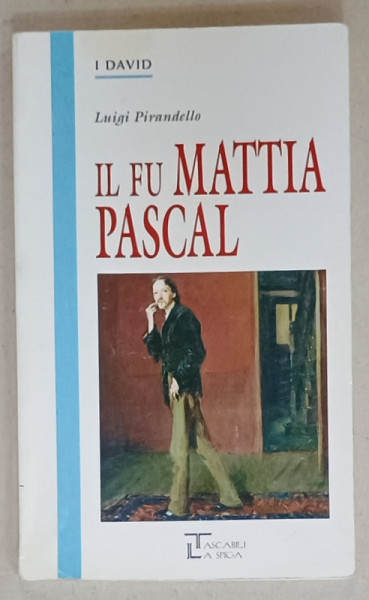 I DAVID
Luigi Pirandello
IL FU MATTIA
PASCAL
TASCABILI
LA SPIGA